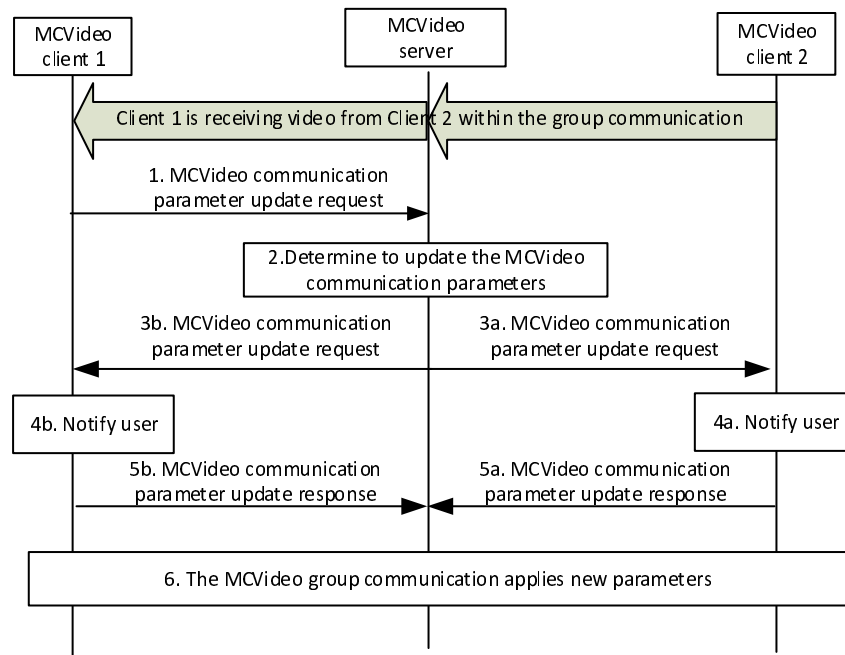 MCVideo
client 1
MCVideo
server
MCVideo
client 2
Client 1 is receiving video from Client 2 within the group communication
1. MCVideo communication
parameter update request
2.Determine to update the MCVideo
communication parameters
3b. MCVideo communication
parameter update request
3a. MCVideo communication
parameter update request
4b. Notify user
4a. Notify user
5b. MCVideo communication
parameter update response
5a. MCVideo communication
parameter update response
6. The MCVideo group communication applies new parameters